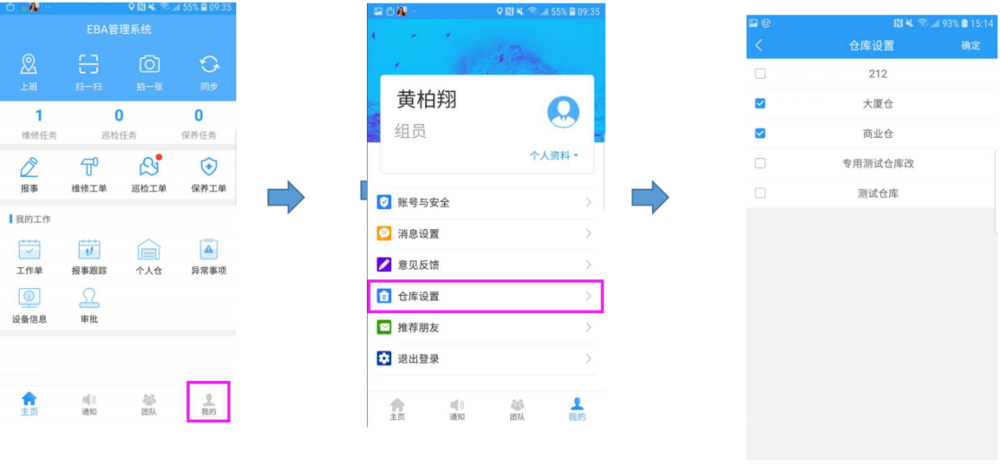 55% 09:35
EBA管理系统
上班 扫一扫 拍一张 同步
1 0 0
维修任务 巡检任务 保养任务
报事 维修工单 巡检工单 保养工单
我的工作
工作单 报事跟踪 个人仓 异常事项
设备信息 审批
主页 通知 团队 我的
55% 09:35
黄柏翔
组员
个人资料
账号与安全
消息设置
意见反馈
仓库设置
推荐朋友
退出登录
主页 通知 团队 我的
93% 15:14
仓库设置 确定
212
大厦仓
商业仓
专用测试仓库改
测试仓库